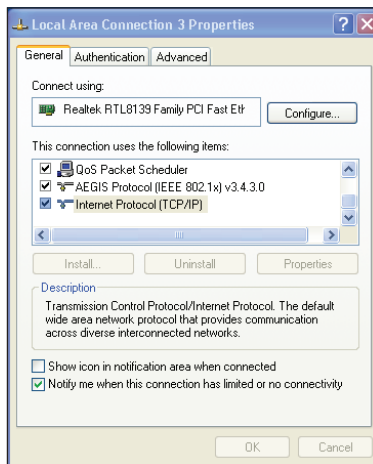 Local Area Connection 3 Properties
General Authentication Advanced
Connect using:
Realtek RTL8139 Family PCI Fast Eth
Configure...
This connection uses the following items:
QoS Packet Scheduler
AEGIS Protocol (IEEE 802.1x) v3.4.3.0
Internet Protocol (TCP/IP)
Install... Uninstall Properties
Description
Transmission Control Protocol/Internet Protocol. The default
wide area network protocol that provides communication
across diverse interconnected networks.
Show icon in notification area when connected
Notify me when this connection has limited or no connectivity
OK Cancel